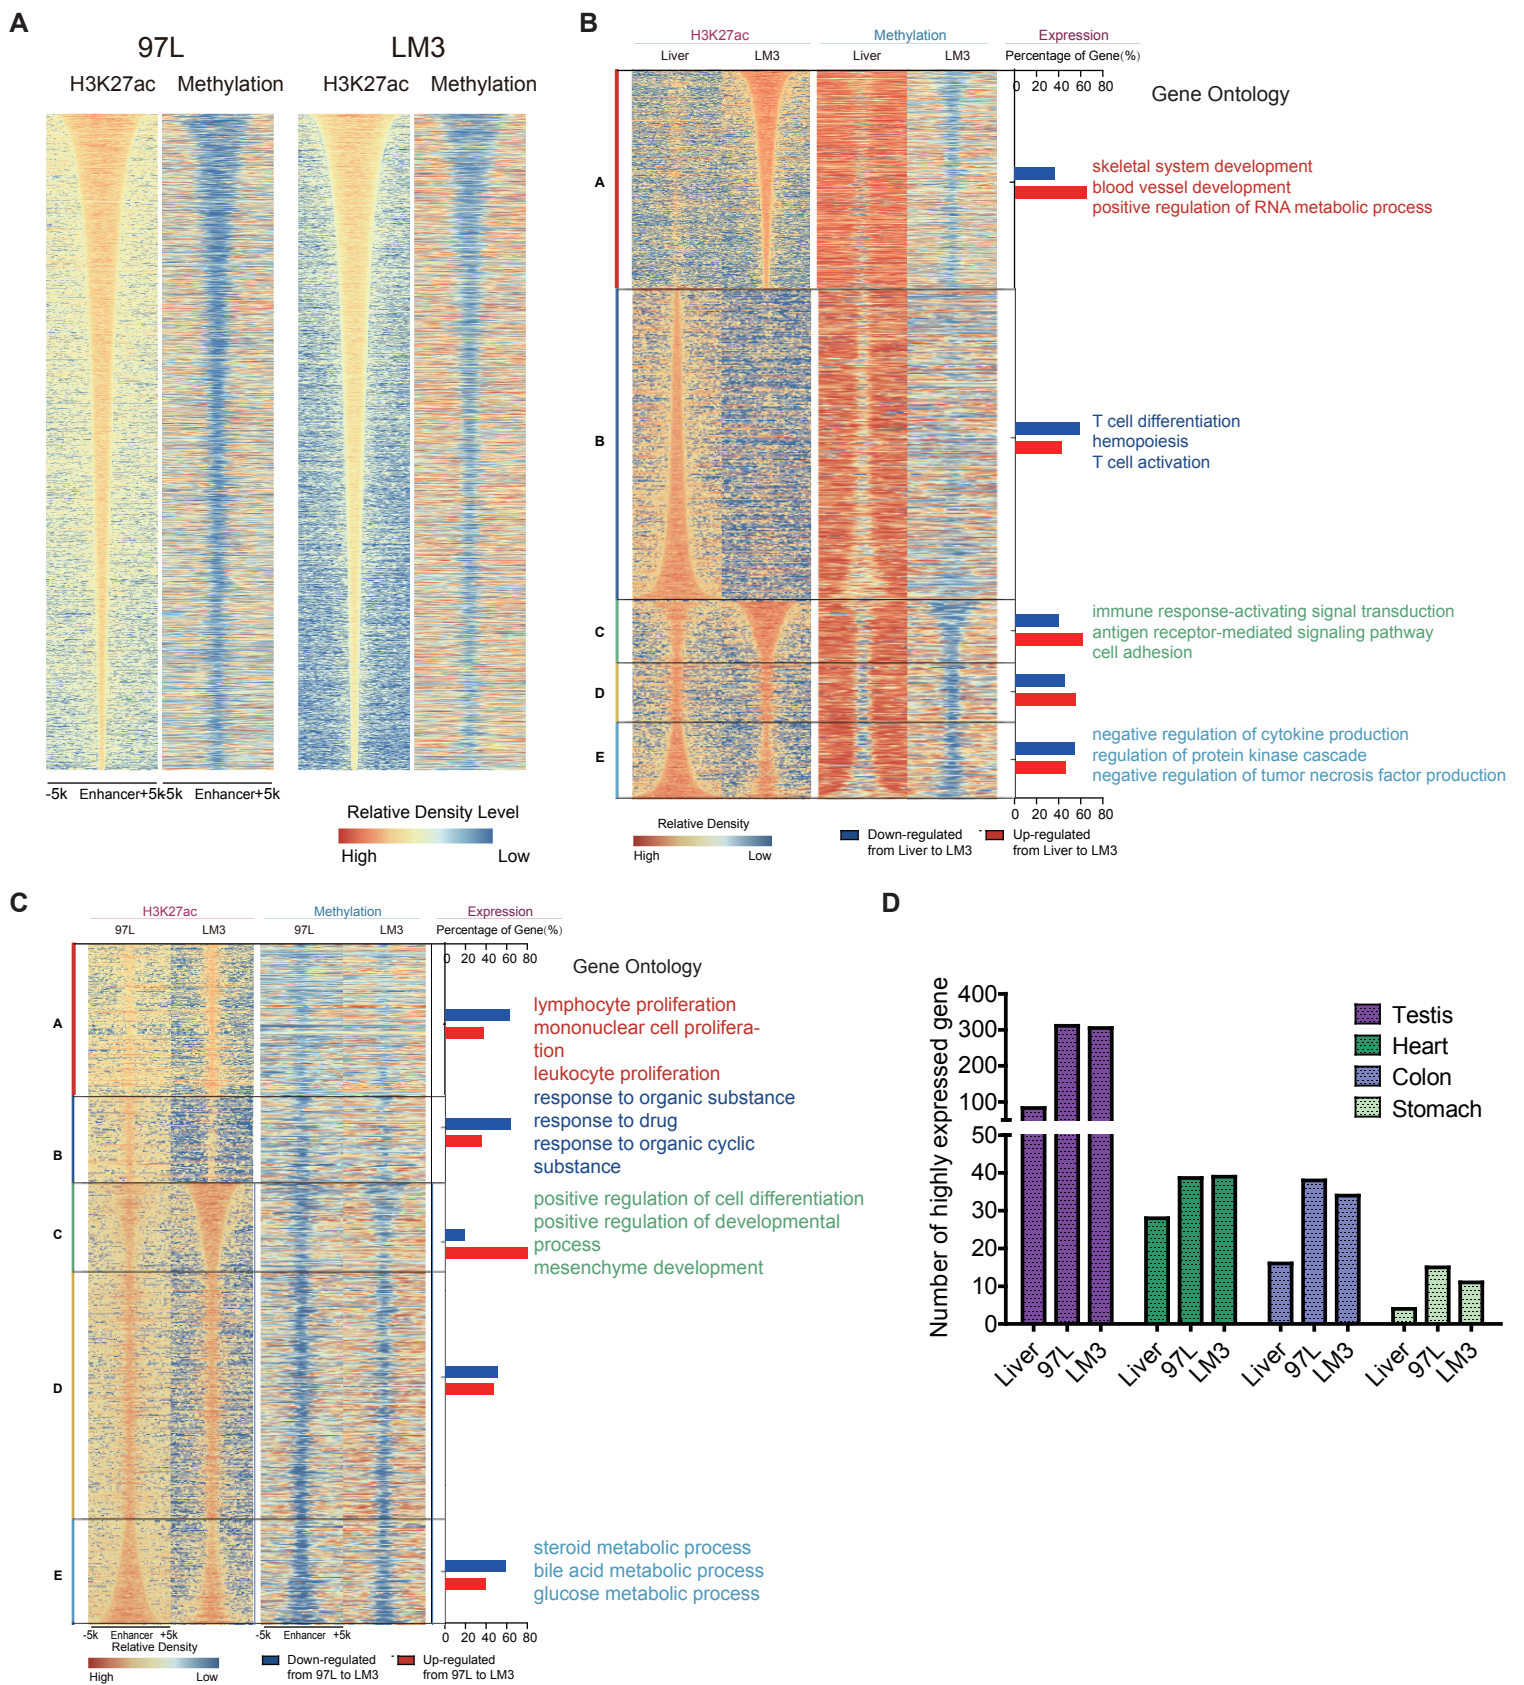 A
97L
LM3
H3K27ac
Methylation
H3K27ac
Methylation
-5k
Enhancer
+5k
-5k
Enhancer
+5k
Relative Density Level
High
Low
B
H3K27ac
Methylation
Expression
Liver
LM3
Liver
LM3
Percentage of Gene(%)
0 20 40 60 80
Gene Ontology
A
skeletal system development
blood vessel development
positive regulation of RNA metabolic process
B
T cell differentiation
hemopoiesis
T cell activation
C
immune response-activating signal transduction
antigen receptor-mediated signaling pathway
cell adhesion
D
E
negative regulation of cytokine production
regulation of protein kinase cascade
negative regulation of tumor necrosis factor production
0 20 40 60 80
Relative Density
High
Low
Down-regulated
from Liver to LM3
Up-regulated
from Liver to LM3
C
H3K27ac
Methylation
Expression
97L
LM3
97L
LM3
Percentage of Gene(%)
0 20 40 60 80
Gene Ontology
A
lymphocyte proliferation
mononuclear cell prolifera-
tion
leukocyte proliferation
B
response to organic substance
response to drug
response to organic cyclic
substance
C
positive regulation of cell differentiation
positive regulation of developmental
process
mesenchyme development
D
E
steroid metabolic process
bile acid metabolic process
glucose metabolic process
0 20 40 60 80
-5k
Enhancer
+5k
-5k
Enhancer
+5k
Relative Density
High
Low
Down-regulated
from 97L to LM3
Up-regulated
from 97L to LM3
D
Number of highly expressed gene
400
300
200
100
50
40
30
20
10
0
Testis
Heart
Colon
Stomach
Liver
97L
LM3
Liver
97L
LM3
Liver
97L
LM3
Liver
97L
LM3